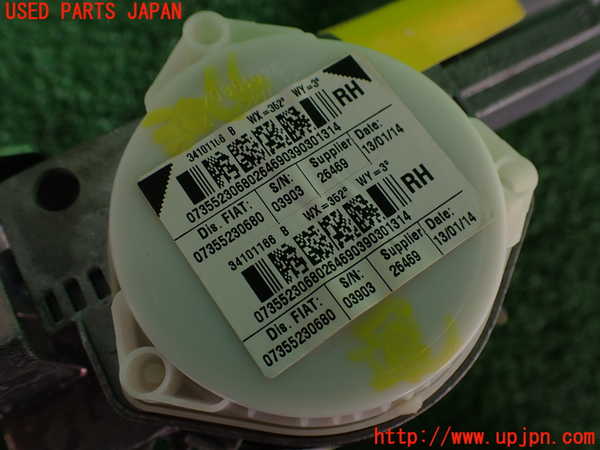 USED PARTS JAPAN
34101166 B WX=362° WY=3°
RH
07355230680264690390301314
Dis. FIAT: S/N: Supplier Date:
07355230680 03903 26469 13/01/14
34101166 B WX=362° WY=3°
RH
07355230680264690390301314
Dis. FIAT: S/N: Supplier Date:
07355230680 03903 26469 13/01/14
http://www.upjpn.com/